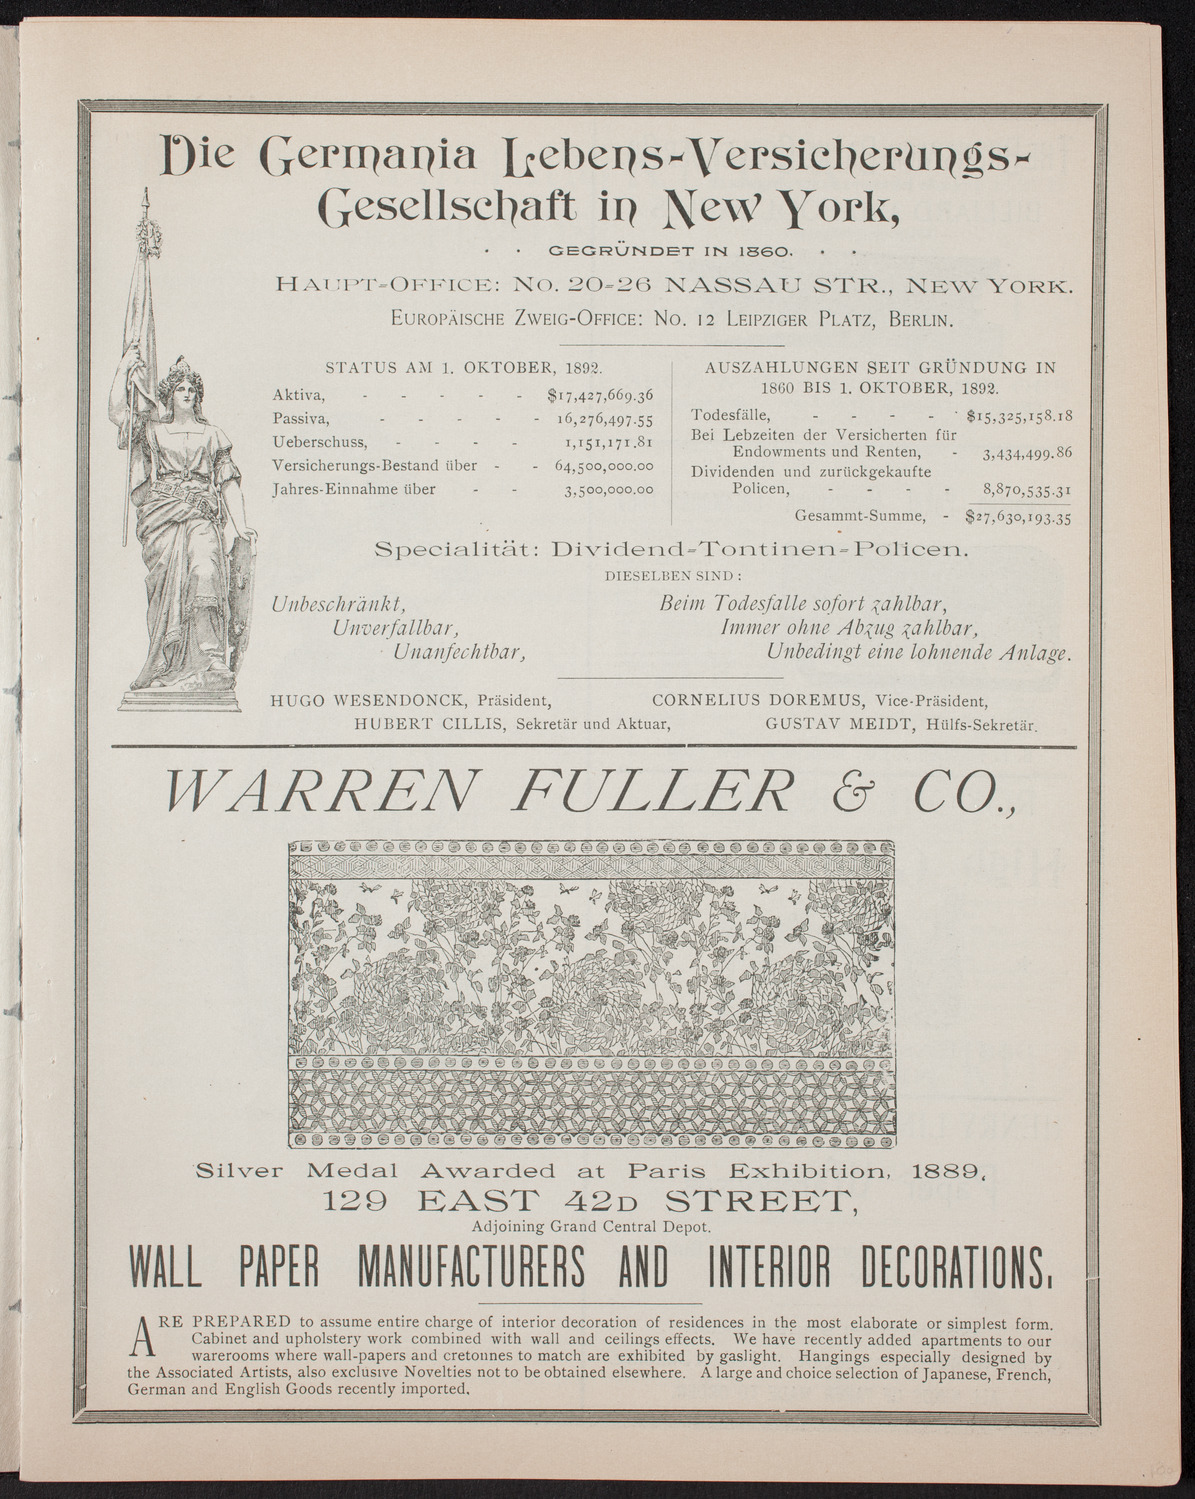 Die Germania Lebens-Versicherungs-
Gesellschaft in New York,
GEGRÜNDET IN 1860.
HAUPT-OFFICE: NO. 20-26 NASSAU STR., NEW YORK.
EUROPÄISCHE ZWEIG-OFFICE: NO. 12 LEIPZIGER PLATZ, BERLIN.
STATUS AM 1. OKTOBER, 1892.
Aktiva, - - - - - $17,427,669.36
Passiva, - - - - - 16,276,497.55
Ueberschuss, - - - - 1,151,171.81
Versicherungs-Bestand über - - 64,500,000.00
Jahres-Einnahme über - - 3,500,000.00
AUSZAHLUNGEN SEIT GRÜNDUNG IN
1860 BIS 1. OKTOBER, 1892.
Todesfälle, - - - - $15,325,158.18
Bei Lebzeiten der Versicherten für
Endowments und Renten, - 3,434,499.86
Dividenden und zurückgekaufte
Policen, - - - - 8,870,535.31
Gesammt-Summe, - $27,630,193.35
Specialität: Dividend-Tontinen-Policen.
DIESELBEN SIND:
Unbeschränkt,
Unverfallbar,
Unanfechtbar,
Beim Todesfalle sofort zahlbar,
Immer ohne Abzug zahlbar,
Unbedingt eine lohnende Anlage.
HUGO WESENDONCK, Präsident,
CORNELIUS DOREMUS, Vice-Präsident,
HUBERT CILLIS, Sekretär und Aktuar,
GUSTAV MEIDT, Hülfs-Sekretär.
WARREN FULLER & CO.,
Silver Medal Awarded at Paris Exhibition, 1889.
129 EAST 42D STREET,
Adjoining Grand Central Depot.
WALL PAPER MANUFACTURERS AND INTERIOR DECORATIONS.
ARE PREPARED to assume entire charge of interior decoration of residences in the most elaborate or simplest form.
Cabinet and upholstery work combined with wall and ceilings effects. We have recently added apartments to our
warerooms where wall-papers and cretonnes to match are exhibited by gaslight. Hangings especially designed by
the Associated Artists, also exclusive Novelties not to be obtained elsewhere. A large and choice selection of Japanese, French,
German and English Goods recently imported.